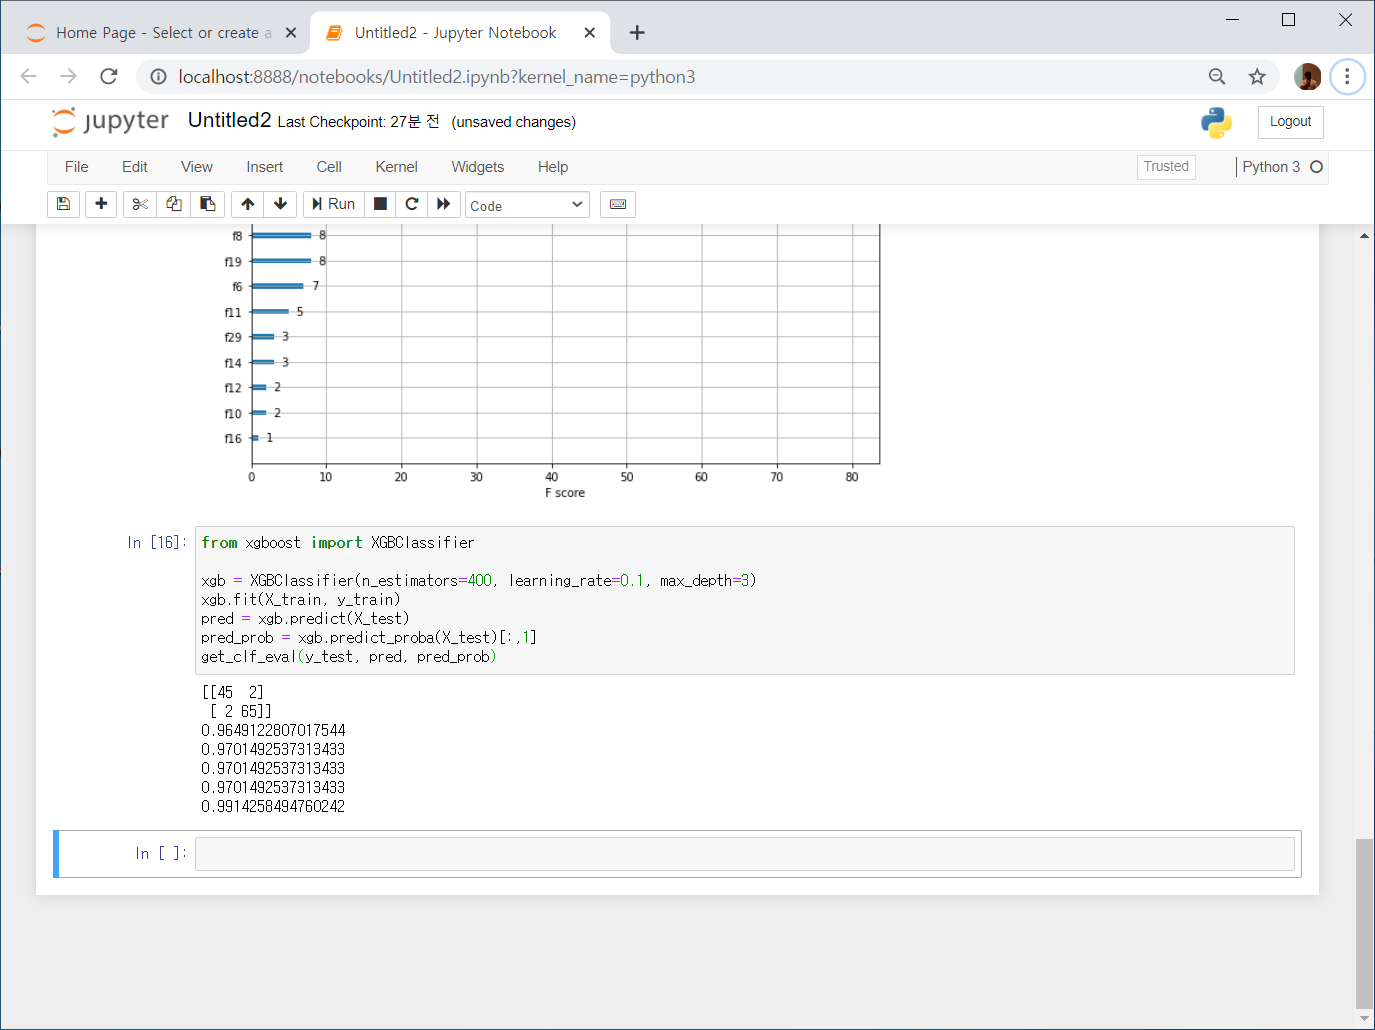 Home Page - Select or create a
Untitled2 - Jupyter Notebook
localhost:8888/notebooks/Untitled2.ipynb?kernel_name=python3
jupyter Untitled2 Last Checkpoint: 27분 전 (unsaved changes)
Logout
File Edit View Insert Cell Kernel Widgets Help
Trusted
Python 3
Run
Code
f8 8
f19 8
f6 7
f11 5
f29 3
f14 3
f12 2
f10 2
f16 1
0 10 20 30 40 50 60 70 80
F score
In [16]:
from xgboost import XGBClassifier
xgb = XGBClassifier(n_estimators=400, learning_rate=0.1, max_depth=3)
xgb.fit(X_train, y_train)
pred = xgb.predict(X_test)
pred_prob = xgb.predict_proba(X_test)[:,1]
get_clf_eval(y_test, pred, pred_prob)
[[45  2]
 [ 2 65]]
0.9649122807017544
0.9701492537313433
0.9701492537313433
0.9701492537313433
0.9914258494760242
In [ ]: